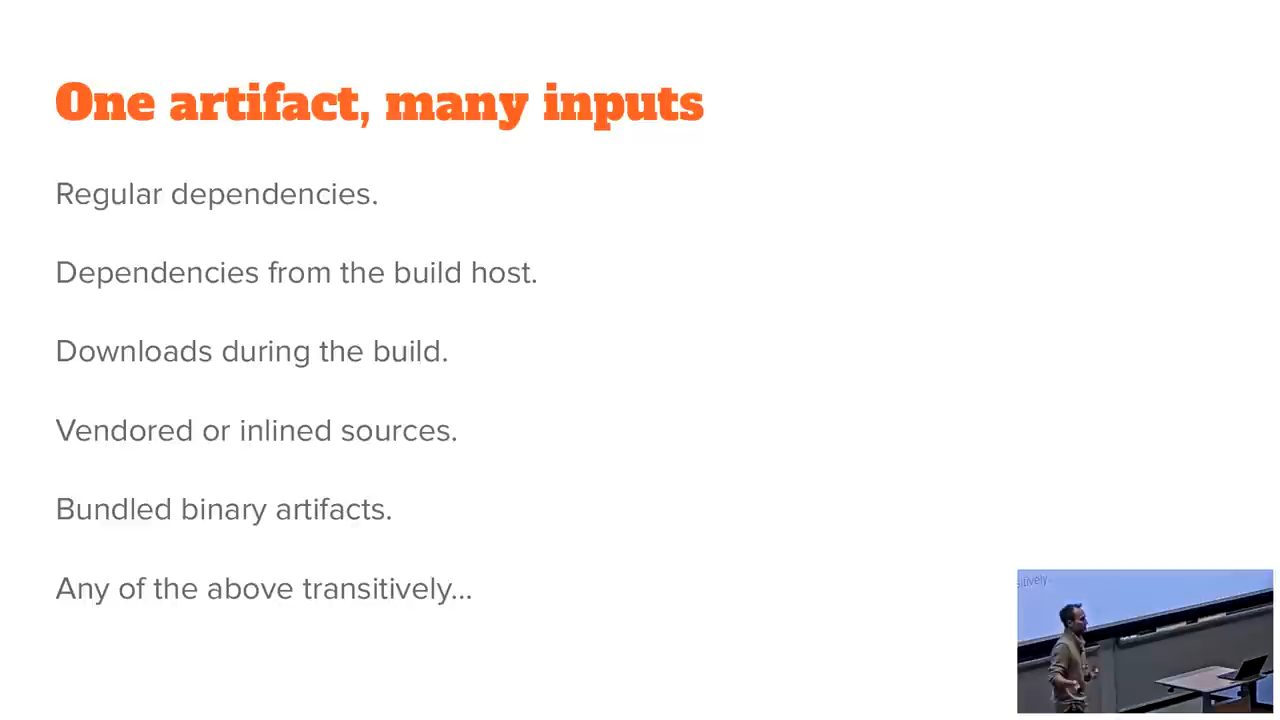 One artifact, many inputs
Regular dependencies.
Dependencies from the build host.
Downloads during the build.
Vendored or inlined sources.
Bundled binary artifacts.
Any of the above transitively...
sitively...